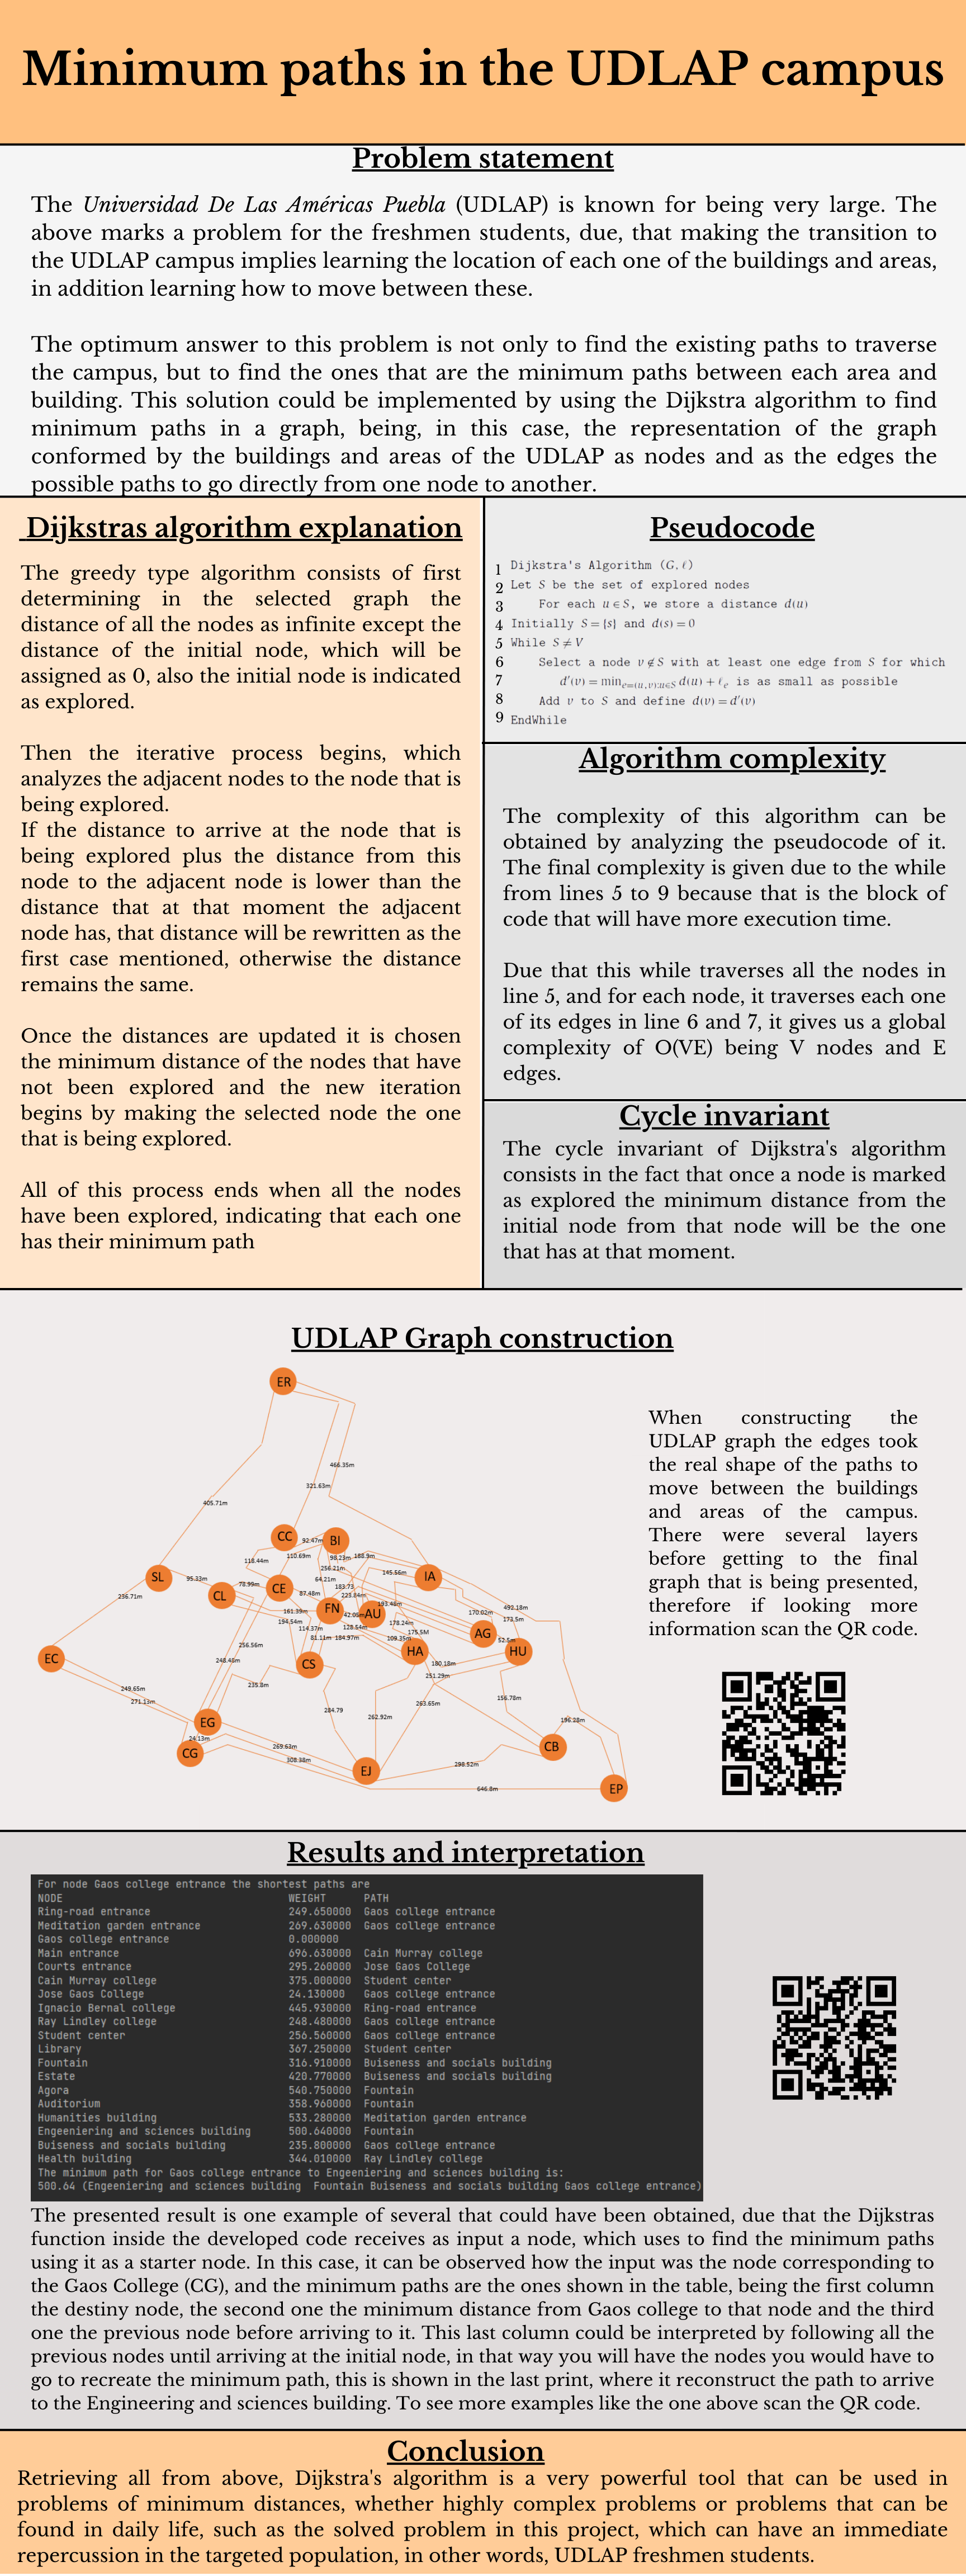 Minimum paths in the UDLAP campus
Problem statement
The Universidad De Las Américas Puebla (UDLAP) is known for being very large. The
above marks a problem for the freshmen students, due, that making the transition to
the UDLAP campus implies learning the location of each one of the buildings and areas,
in addition learning how to move between these.
The optimum answer to this problem is not only to find the existing paths to traverse
the campus, but to find the ones that are the minimum paths between each area and
building. This solution could be implemented by using the Dijkstra algorithm to find
minimum paths in a graph, being, in this case, the representation of the graph
conformed by the buildings and areas of the UDLAP as nodes and as the edges the
possible paths to go directly from one node to another.
Dijkstras algorithm explanation
The greedy type algorithm consists of first
determining in the selected graph the
distance of all the nodes as infinite except the
distance of the initial node, which will be
assigned as 0, also the initial node is indicated
as explored.
Then the iterative process begins, which
analyzes the adjacent nodes to the node that is
being explored.
If the distance to arrive at the node that is
being explored plus the distance from this
node to the adjacent node is lower than the
distance that at that moment the adjacent
node has, that distance will be rewritten as the
first case mentioned, otherwise the distance
remains the same.
Once the distances are updated it is chosen
the minimum distance of the nodes that have
not been explored and the new iteration
begins by making the selected node the one
that is being explored.
All of this process ends when all the nodes
have been explored, indicating that each one
has their minimum path
Pseudocode
1 Dijkstra's Algorithm (G, ℓ)
2 Let S be the set of explored nodes
3 For each u ∈ S, we store a distance d(u)
4 Initially S = {s} and d(s) = 0
5 While S ≠ V
6 Select a node v ∉ S with at least one edge from S for which
7 d′(v) = min e=(u,v):u∈S d(u) + ℓe is as small as possible
8 Add v to S and define d(v) = d′(v)
9 EndWhile
Algorithm complexity
The complexity of this algorithm can be
obtained by analyzing the pseudocode of it.
The final complexity is given due to the while
from lines 5 to 9 because that is the block of
code that will have more execution time.
Due that this while traverses all the nodes in
line 5, and for each node, it traverses each one
of its edges in line 6 and 7, it gives us a global
complexity of O(VE) being V nodes and E
edges.
Cycle invariant
The cycle invariant of Dijkstra's algorithm
consists in the fact that once a node is marked
as explored the minimum distance from the
initial node from that node will be the one
that has at that moment.
UDLAP Graph construction
ER
466.35m
321.63m
405.71m
CC
92.47m
BI
110.69m
98.23m
188.9m
118.44m
256.21m
145.56m
IA
SL
95.33m
78.99m
CE
64.21m
183.73
236.71m
CL
87.48m
225.84m
193.46m
492.18m
161.39m
FN
42.05m
AU
170.02m
173.5m
194.54m
178.24m
114.37m
128.54m
175.5M
AG
81.11m
184.97m
109.35m
52.5m
256.56m
HA
HU
EC
248.48m
CS
180.18m
251.29m
235.8m
249.65m
271.13m
263.65m
156.78m
284.79
262.92m
196.28m
EG
24.13m
CG
269.63m
CB
308.38m
298.52m
EJ
646.8m
EP
When constructing the
UDLAP graph the edges took
the real shape of the paths to
move between the buildings
and areas of the campus.
There were several layers
before getting to the final
graph that is being presented,
therefore if looking more
information scan the QR code.
Results and interpretation
For node Gaos college entrance the shortest paths are
NODE WEIGHT PATH
Ring-road entrance 249.650000 Gaos college entrance
Meditation garden entrance 269.630000 Gaos college entrance
Gaos college entrance 0.000000
Main entrance 696.630000 Cain Murray college
Courts entrance 295.260000 Jose Gaos College
Cain Murray college 375.000000 Student center
Jose Gaos College 24.130000 Gaos college entrance
Ignacio Bernal college 445.930000 Ring-road entrance
Ray Lindley college 248.480000 Gaos college entrance
Student center 256.560000 Gaos college entrance
Library 367.250000 Student center
Fountain 316.910000 Buiseness and socials building
Estate 420.770000 Buiseness and socials building
Agora 540.750000 Fountain
Auditorium 358.960000 Fountain
Humanities building 533.280000 Meditation garden entrance
Engeeniering and sciences building 500.640000 Fountain
Buiseness and socials building 235.800000 Gaos college entrance
Health building 344.010000 Ray Lindley college
The minimum path for Gaos college entrance to Engeeniering and sciences building is:
500.64 (Engeeniering and sciences building Fountain Buiseness and socials building Gaos college entrance)
The presented result is one example of several that could have been obtained, due that the Dijkstras
function inside the developed code receives as input a node, which uses to find the minimum paths
using it as a starter node. In this case, it can be observed how the input was the node corresponding to
the Gaos College (CG), and the minimum paths are the ones shown in the table, being the first column
the destiny node, the second one the minimum distance from Gaos college to that node and the third
one the previous node before arriving to it. This last column could be interpreted by following all the
previous nodes until arriving at the initial node, in that way you will have the nodes you would have to
go to recreate the minimum path, this is shown in the last print, where it reconstruct the path to arrive
to the Engineering and sciences building. To see more examples like the one above scan the QR code.
Conclusion
Retrieving all from above, Dijkstra's algorithm is a very powerful tool that can be used in
problems of minimum distances, whether highly complex problems or problems that can be
found in daily life, such as the solved problem in this project, which can have an immediate
repercussion in the targeted population, in other words, UDLAP freshmen students.